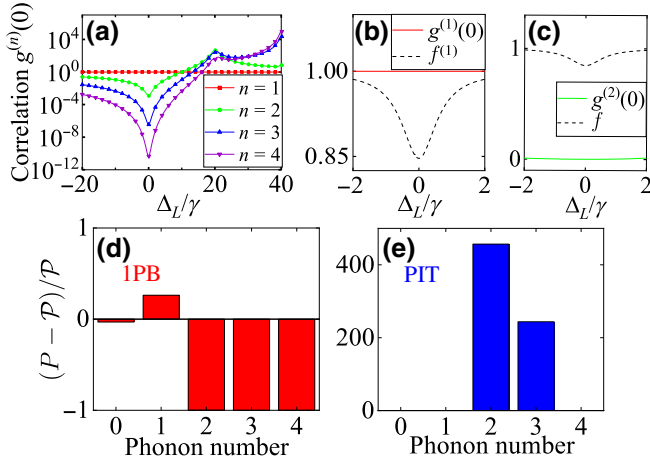 (a)
Correlation g^(n)(0)
10^4
10^0
10^-4
10^-8
10^-12
n = 1
n = 2
n = 3
n = 4
-20 0 20 40
Δ_L/γ
(b)
g^(1)(0)
f^(1)
1.00
0.85
-2 0 2
Δ_L/γ
(c)
1
g^(2)(0)
f
0
-2 0 2
Δ_L/γ
(d)
1PB
(P − 𝒫)/𝒫
1
0
-1
0 1 2 3 4
Phonon number
(e)
PIT
400
200
0
0 1 2 3 4
Phonon number